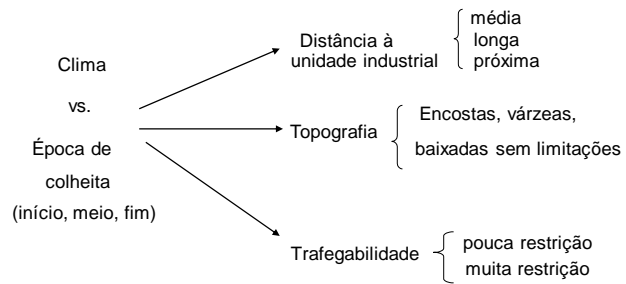 Clima
vs.
Época de
colheita
(início, meio, fim)
Distância à
unidade industrial
média
longa
próxima
Topografia
Encostas, várzeas,
baixadas sem limitações
Trafegabilidade
pouca restrição
muita restrição